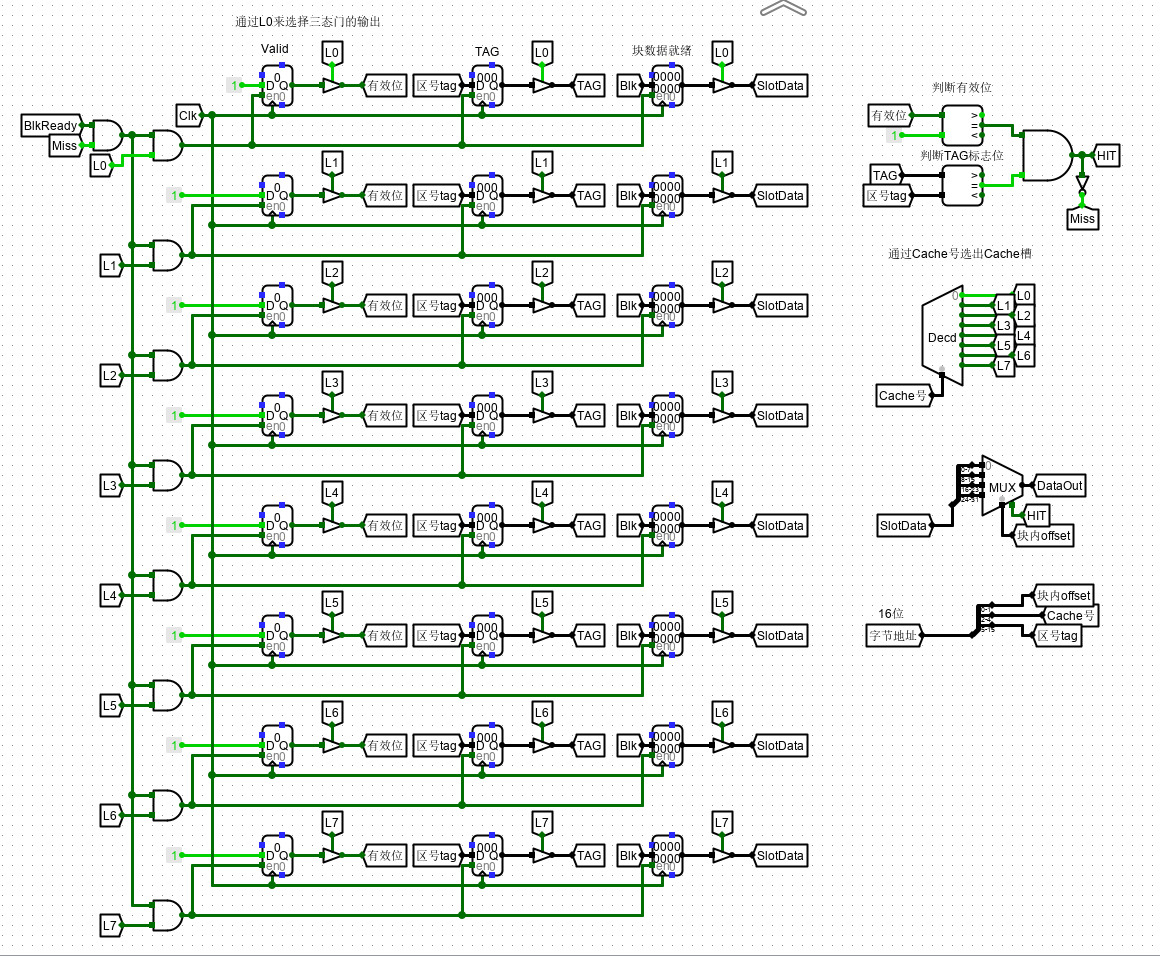 通过L0来选择三态门的输出
Valid
TAG
块数据就绪
L0
L0
L0
1
0
D Q
en0
有效位
区号tag
000
D Q
en0
TAG
Blk
0000
0000
en0
SlotData
Clk
BlkReady
Miss
L0
L1
L1
L1
1
0
D Q
en0
有效位
区号tag
000
D Q
en0
TAG
Blk
0000
0000
en0
SlotData
L1
L2
L2
L2
1
0
D Q
en0
有效位
区号tag
000
D Q
en0
TAG
Blk
0000
0000
en0
SlotData
L2
L3
L3
L3
1
0
D Q
en0
有效位
区号tag
000
D Q
en0
TAG
Blk
0000
0000
en0
SlotData
L3
L4
L4
L4
1
0
D Q
en0
有效位
区号tag
000
D Q
en0
TAG
Blk
0000
0000
en0
SlotData
L4
L5
L5
L5
1
0
D Q
en0
有效位
区号tag
000
D Q
en0
TAG
Blk
0000
0000
en0
SlotData
L5
L6
L6
L6
1
0
D Q
en0
有效位
区号tag
000
D Q
en0
TAG
Blk
0000
0000
en0
SlotData
L6
L7
L7
L7
1
0
D Q
en0
有效位
区号tag
000
D Q
en0
TAG
Blk
0000
0000
en0
SlotData
L7
判断有效位
有效位
1
>
=
<
判断TAG标志位
TAG
区号tag
>
=
<
HIT
Miss
通过Cache号选出Cache槽
0
Decd
L0
L1
L2
L3
L4
L5
L6
L7
Cache号
0
MUX
DataOut
SlotData
HIT
块内offset
16位
字节地址
块内offset
Cache号
区号tag